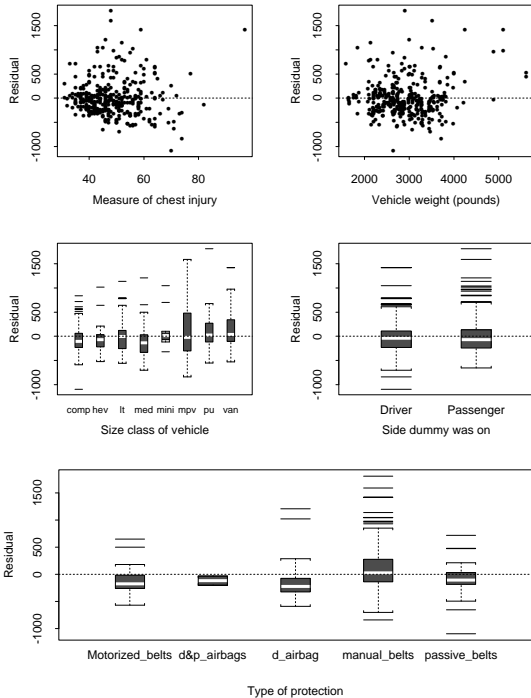 Residual
-1000 0 500 1500
40 60 80
Measure of chest injury
Residual
-1000 0 500 1500
2000 3000 4000 5000
Vehicle weight (pounds)
Residual
-1000 0 500 1500
comp hev lt med mini mpv pu van
Size class of vehicle
Residual
-1000 0 500 1500
Driver Passenger
Side dummy was on
Residual
-1000 0 500 1500
Motorized_belts d&p_airbags d_airbag manual_belts passive_belts
Type of protection